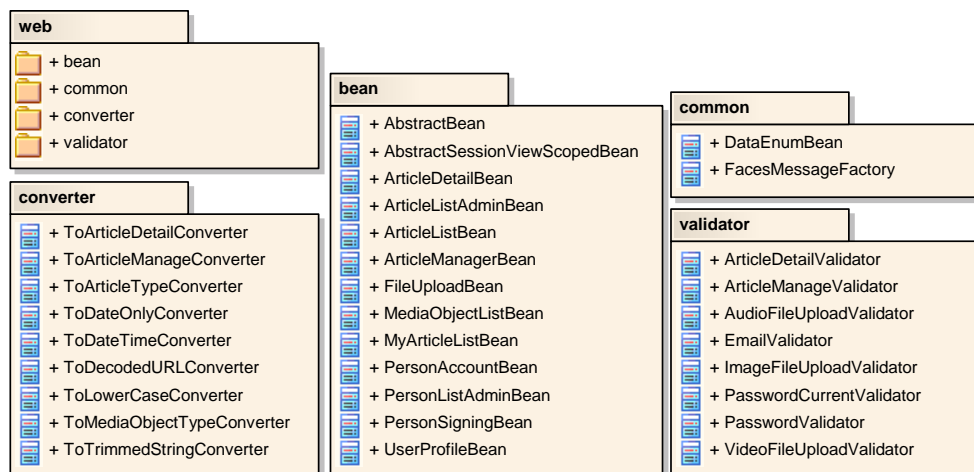 web
+ bean
+ common
+ converter
+ validator
converter
+ ToArticleDetailConverter
+ ToArticleManageConverter
+ ToArticleTypeConverter
+ ToDateOnlyConverter
+ ToDateTimeConverter
+ ToDecodedURLConverter
+ ToLowerCaseConverter
+ ToMediaObjectTypeConverter
+ ToTrimmedStringConverter
bean
+ AbstractBean
+ AbstractSessionViewScopedBean
+ ArticleDetailBean
+ ArticleListAdminBean
+ ArticleListBean
+ ArticleManagerBean
+ FileUploadBean
+ MediaObjectListBean
+ MyArticleListBean
+ PersonAccountBean
+ PersonListAdminBean
+ PersonSigningBean
+ UserProfileBean
common
+ DataEnumBean
+ FacesMessageFactory
validator
+ ArticleDetailValidator
+ ArticleManageValidator
+ AudioFileUploadValidator
+ EmailValidator
+ ImageFileUploadValidator
+ PasswordCurrentValidator
+ PasswordValidator
+ VideoFileUploadValidator